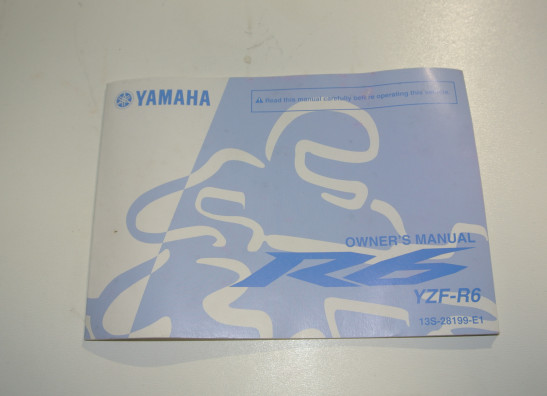 YAMAHA
Read this manual carefully before operating this vehicle.
OWNER'S MANUAL
R6
YZF-R6
13S-28199-E1